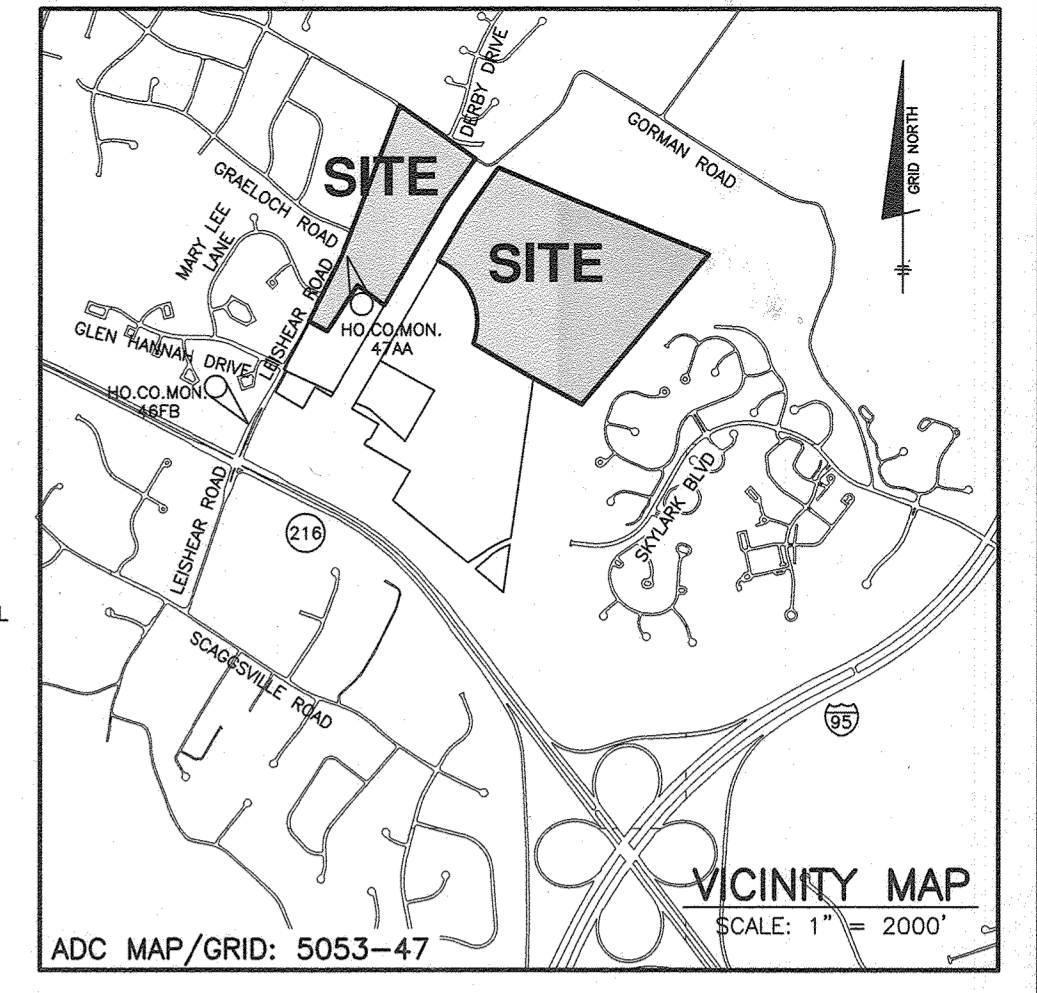 DERBY DRIVE
GORMAN ROAD
GRID NORTH
SITE
GRAELOCH ROAD
MARY LEE
LANE
SITE
LEISHEAR ROAD
HO.CO.MON.
47AA
GLEN HANNAH DRIVE
HO.CO.MON.
46FB
LEISHEAR ROAD
216
SKYLARK BLVD
SCAGGSVILLE ROAD
95
VICINITY MAP
SCALE: 1" = 2000'
ADC MAP/GRID: 5053-47